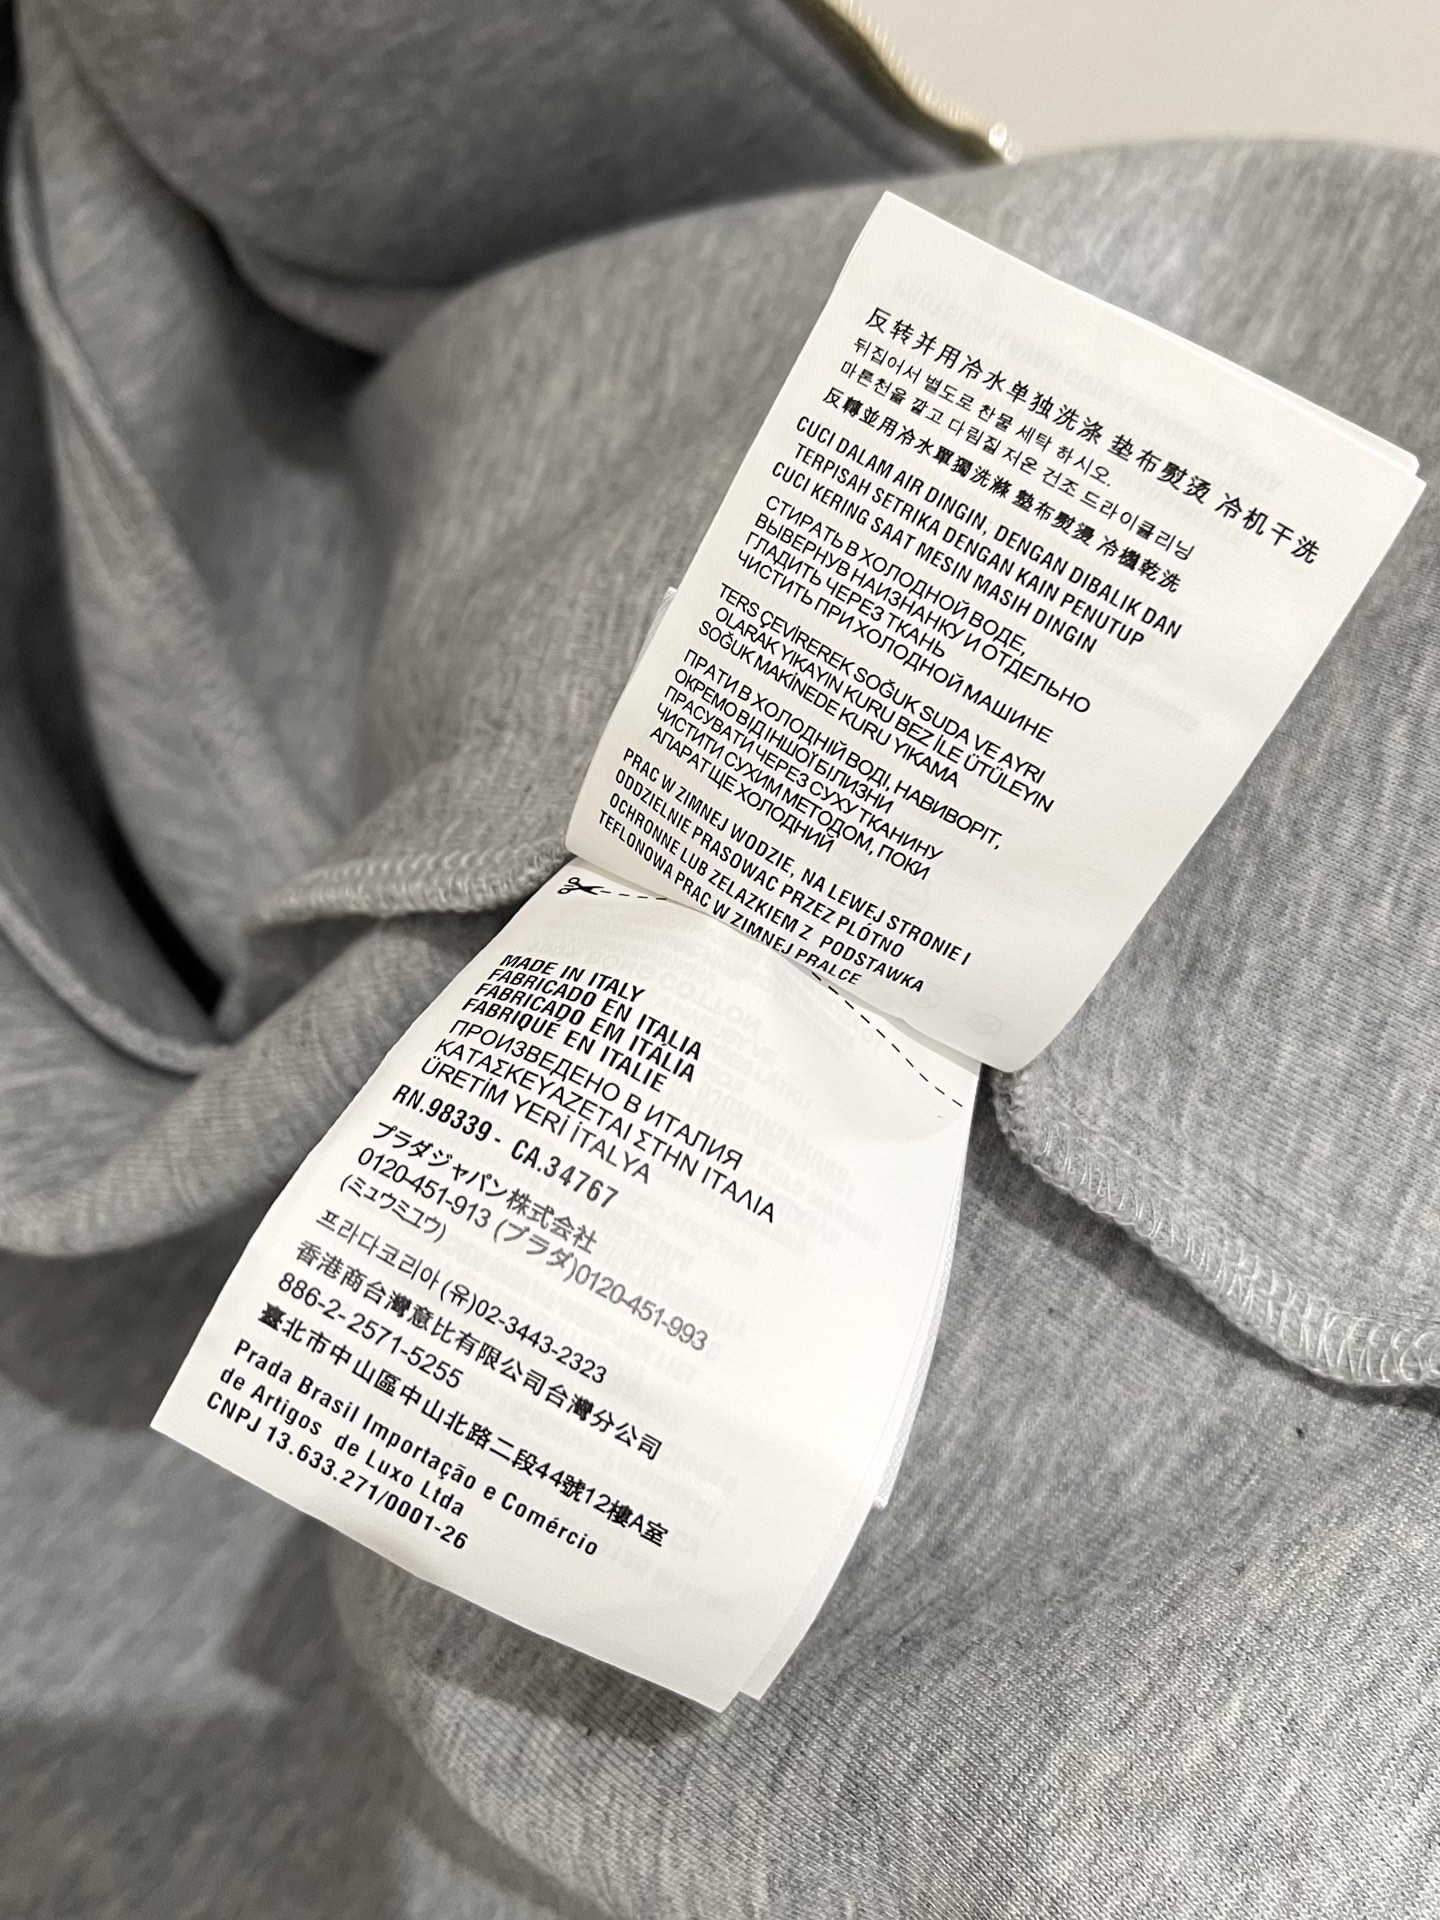 反转并用冷水单独洗涤 垫布熨烫 冷机干洗
뒤집어서 별도로 찬물 세탁 하시오.
마른천을 깔고 다림질 저온 건조 드라이클리닝
反轉並用冷水單獨洗滌 墊布熨燙 冷機乾洗
CUCI DALAM AIR DINGIN, DENGAN DIBALIK DAN
TERPISAH SETRIKA DENGAN KAIN PENUTUP
CUCI KERING SAAT MESIN MASIH DINGIN
СТИРАТЬ В ХОЛОДНОЙ ВОДЕ,
ВЫВЕРНУВ НАИЗНАНКУ И ОТДЕЛЬНО
ГЛАДИТЬ ЧЕРЕЗ ТКАНЬ
ЧИСТИТЬ ПРИ ХОЛОДНОЙ МАШИНЕ
TERS ÇEVİREREK SOĞUK SUDA VE AYRI
OLARAK YIKAYIN KURU BEZ İLE ÜTÜLEYIN
SOĞUK MAKİNEDE KURU YIKAMA
ПРАТИ В ХОЛОДНІЙ ВОДІ, НАВИВОРІТ,
ОКРЕМО ВІД ІНШОЇ БІЛИЗНИ
ПРАСУВАТИ ЧЕРЕЗ СУХУ ТКАНИНУ
ЧИСТИТИ СУХИМ МЕТОДОМ, ПОКИ
АПАРАТ ЩЕ ХОЛОДНИЙ
PRAC W ZIMNEJ WODZIE, NA LEWEJ STRONIE I
ODDZIELNIE PRASOWAC PRZEZ PLÓTNO
OCHRONNE LUB ZELAZKIEM Z PODSTAWKA
TEFLONOWA PRAC W ZIMNEJ PRALCE
MADE IN ITALY
FABRICADO EN ITALIA
FABRICADO EM ITÁLIA
FABRIQUÉ EN ITALIE
ПРОИЗВЕДЕНО В ИТАЛИЯ
ΚΑΤΑΣΚΕΥΑΖΕΤΑΙ ΣΤΗΝ ΙΤΑΛΙΑ
ÜRETİM YERİ İTALYA
RN.98339 - CA.34767
プラダジャパン株式会社
0120-451-913 (プラダ)0120-451-993
(ミュウミュウ)
프라다코리아 (유)02-3443-2323
香港商台灣意比有限公司台灣分公司
886-2-2571-5255
臺北市中山區中山北路二段44號12樓A室
Prada Brasil Importação e Comércio
de Artigos de Luxo Ltda
CNPJ 13.633.271/0001-26